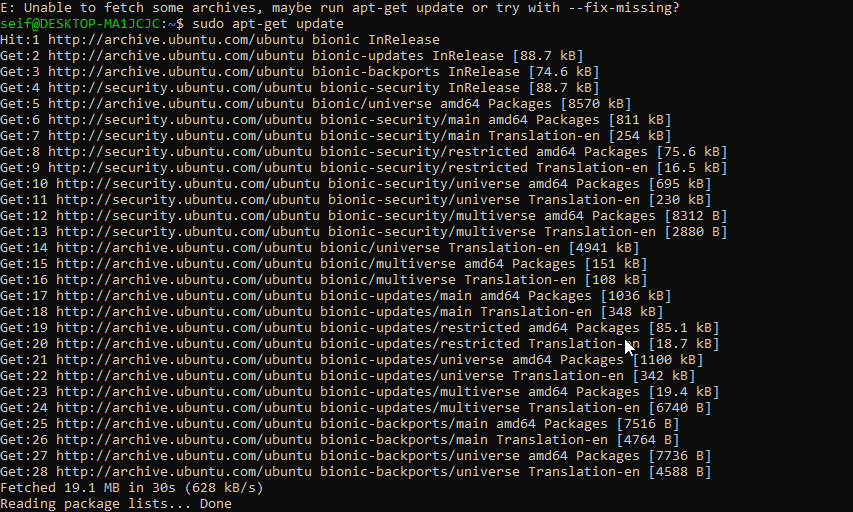 E: Unable to fetch some archives, maybe run apt-get update or try with --fix-missing?
seif@DESKTOP-MA1JCJC:~$ sudo apt-get update
Hit:1 http://archive.ubuntu.com/ubuntu bionic InRelease
Get:2 http://archive.ubuntu.com/ubuntu bionic-updates InRelease [88.7 kB]
Get:3 http://archive.ubuntu.com/ubuntu bionic-backports InRelease [74.6 kB]
Get:4 http://security.ubuntu.com/ubuntu bionic-security InRelease [88.7 kB]
Get:5 http://archive.ubuntu.com/ubuntu bionic/universe amd64 Packages [8570 kB]
Get:6 http://security.ubuntu.com/ubuntu bionic-security/main amd64 Packages [811 kB]
Get:7 http://security.ubuntu.com/ubuntu bionic-security/main Translation-en [254 kB]
Get:8 http://security.ubuntu.com/ubuntu bionic-security/restricted amd64 Packages [75.6 kB]
Get:9 http://security.ubuntu.com/ubuntu bionic-security/restricted Translation-en [16.5 kB]
Get:10 http://security.ubuntu.com/ubuntu bionic-security/universe amd64 Packages [695 kB]
Get:11 http://security.ubuntu.com/ubuntu bionic-security/universe Translation-en [230 kB]
Get:12 http://security.ubuntu.com/ubuntu bionic-security/multiverse amd64 Packages [8312 B]
Get:13 http://security.ubuntu.com/ubuntu bionic-security/multiverse Translation-en [2880 B]
Get:14 http://archive.ubuntu.com/ubuntu bionic/universe Translation-en [4941 kB]
Get:15 http://archive.ubuntu.com/ubuntu bionic/multiverse amd64 Packages [151 kB]
Get:16 http://archive.ubuntu.com/ubuntu bionic/multiverse Translation-en [108 kB]
Get:17 http://archive.ubuntu.com/ubuntu bionic-updates/main amd64 Packages [1036 kB]
Get:18 http://archive.ubuntu.com/ubuntu bionic-updates/main Translation-en [348 kB]
Get:19 http://archive.ubuntu.com/ubuntu bionic-updates/restricted amd64 Packages [85.1 kB]
Get:20 http://archive.ubuntu.com/ubuntu bionic-updates/restricted Translation-en [18.7 kB]
Get:21 http://archive.ubuntu.com/ubuntu bionic-updates/universe amd64 Packages [1100 kB]
Get:22 http://archive.ubuntu.com/ubuntu bionic-updates/universe Translation-en [342 kB]
Get:23 http://archive.ubuntu.com/ubuntu bionic-updates/multiverse amd64 Packages [19.4 kB]
Get:24 http://archive.ubuntu.com/ubuntu bionic-updates/multiverse Translation-en [6740 B]
Get:25 http://archive.ubuntu.com/ubuntu bionic-backports/main amd64 Packages [7516 B]
Get:26 http://archive.ubuntu.com/ubuntu bionic-backports/main Translation-en [4764 B]
Get:27 http://archive.ubuntu.com/ubuntu bionic-backports/universe amd64 Packages [7736 B]
Get:28 http://archive.ubuntu.com/ubuntu bionic-backports/universe Translation-en [4588 B]
Fetched 19.1 MB in 30s (628 kB/s)
Reading package lists... Done